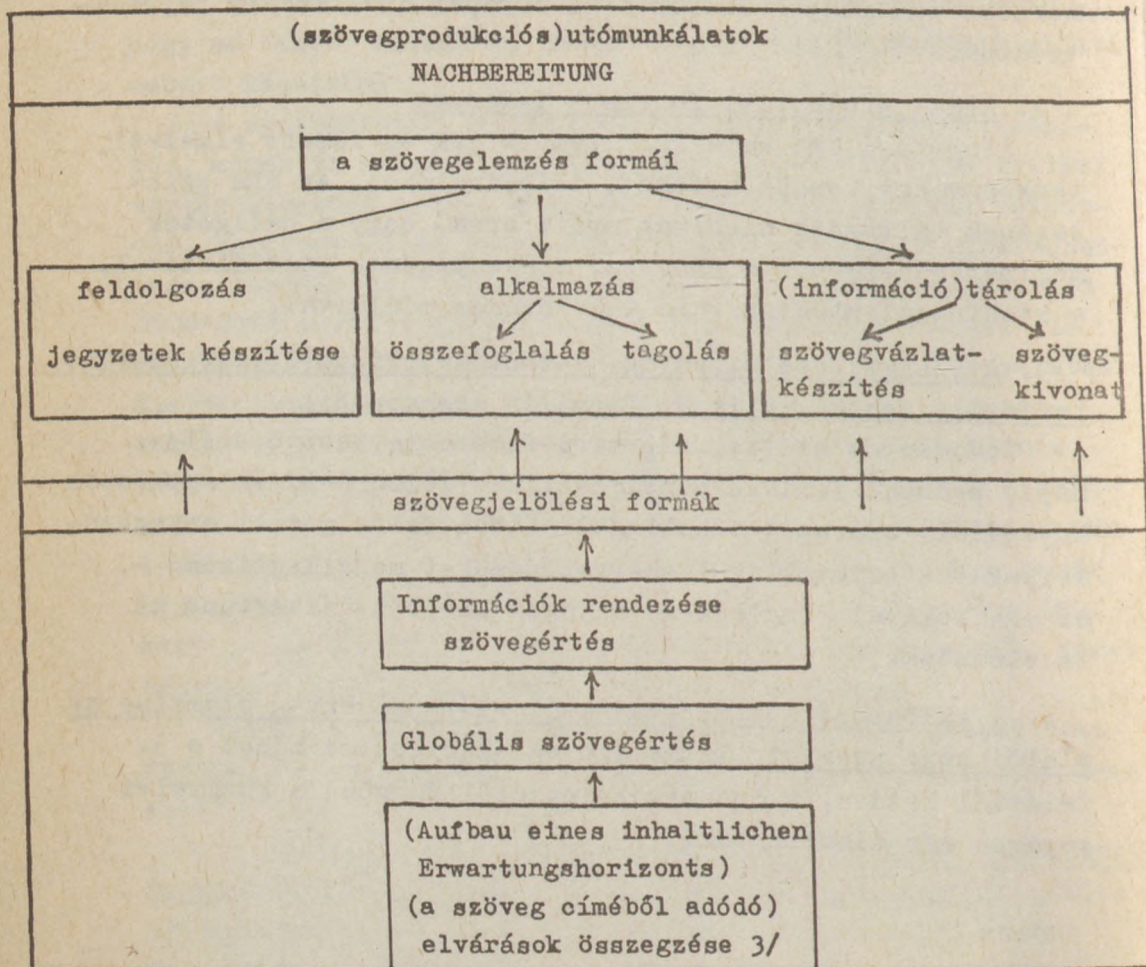 (szövegprodukciós)utómunkálatok
NACHBEREITUNG
a szövegelemzés formái
feldolgozás
jegyzetek készítése
alkalmazás
összefoglalás tagolás
(információ)tárolás
szövegvázlat- szöveg-
készítés kivonat
szövegjelölési formák
Információk rendezése
szövegértés
Globális szövegértés
(Aufbau eines inhaltlichen
Erwartungshorizonts)
(a szöveg címéből adódó)
elvárások összegzése 3/